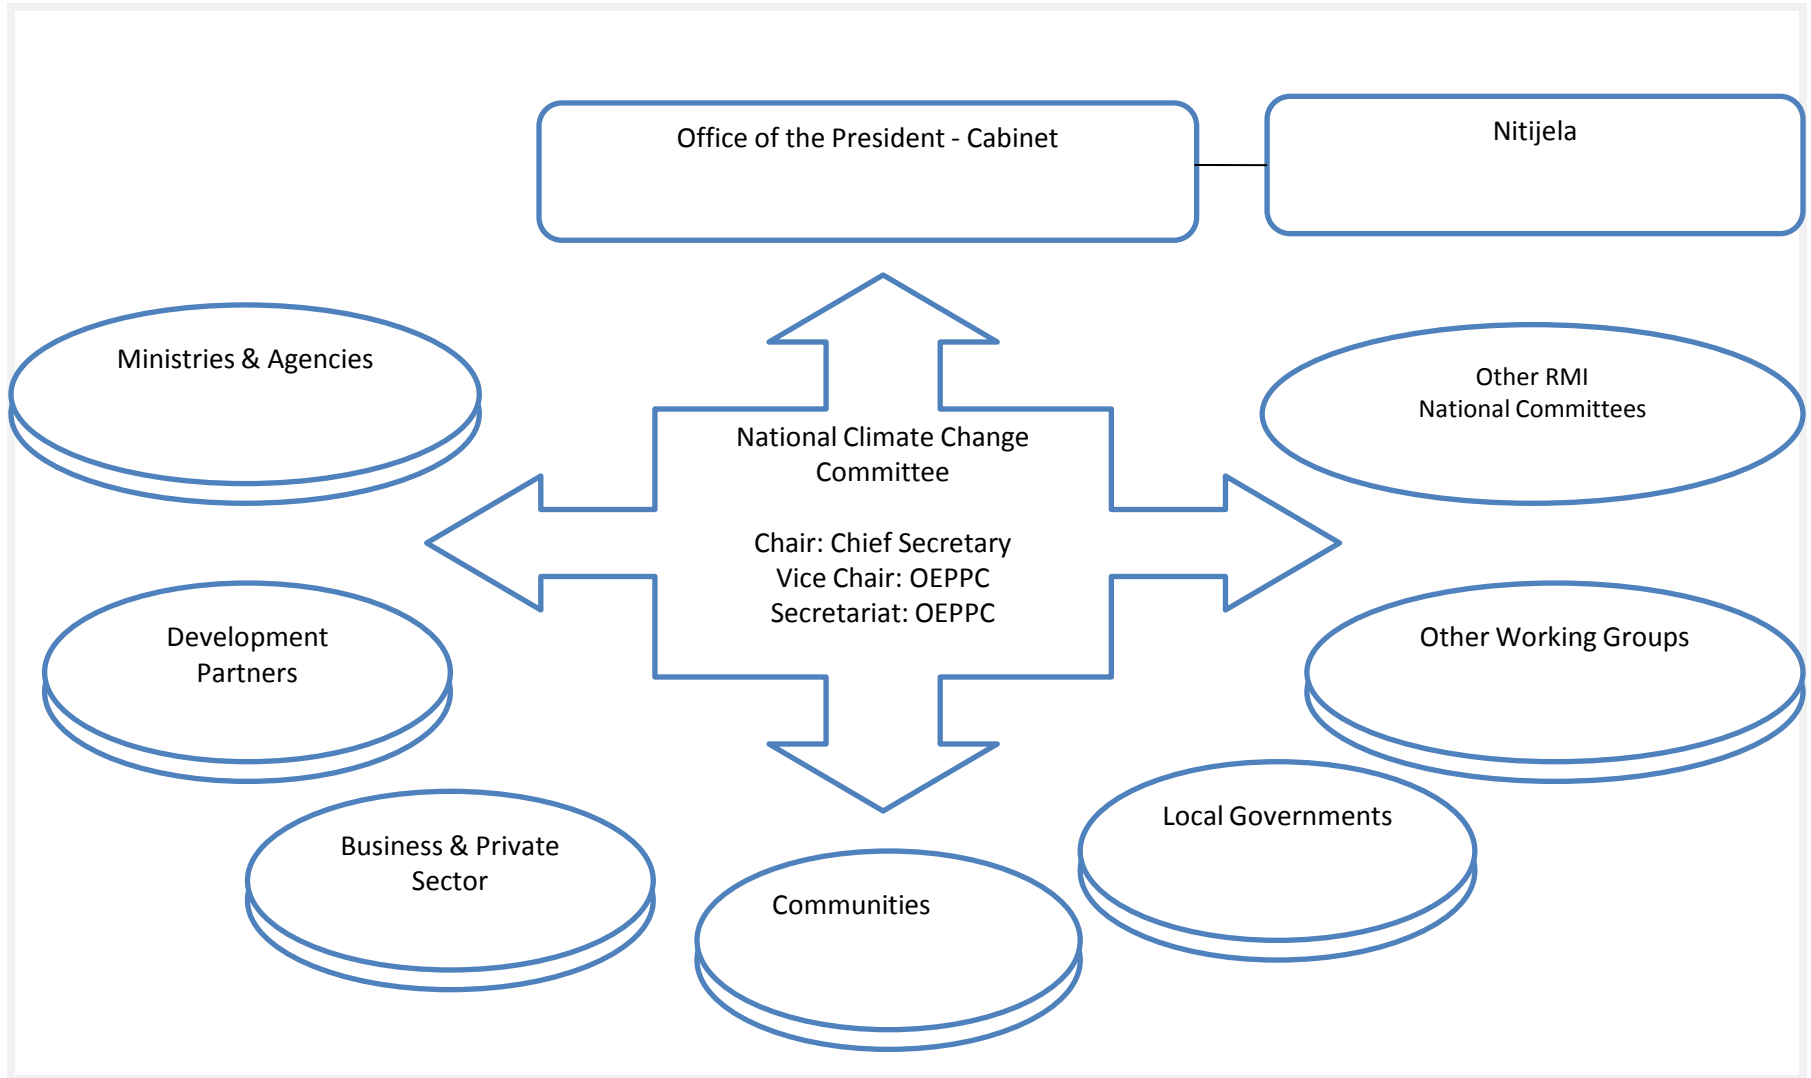 Office of the President - Cabinet
Nitijela
Ministries & Agencies
Other RMI
National Committees
National Climate Change
Committee
Chair: Chief Secretary
Vice Chair: OEPPC
Secretariat: OEPPC
Development
Partners
Other Working Groups
Business & Private
Sector
Local Governments
Communities